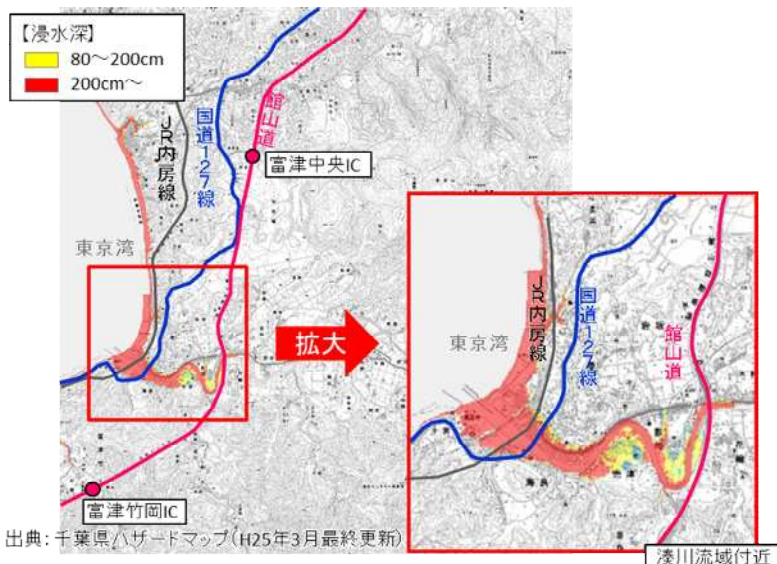 【浸水深】
80～200cm
200cm～
JR内房線
国道127線
館山道
富津中央IC
東京湾
拡大
富津竹岡IC
出典：千葉県ハザードマップ（H25年3月最終更新）
東京湾
JR内房線
国道127線
館山道
湊川流域付近